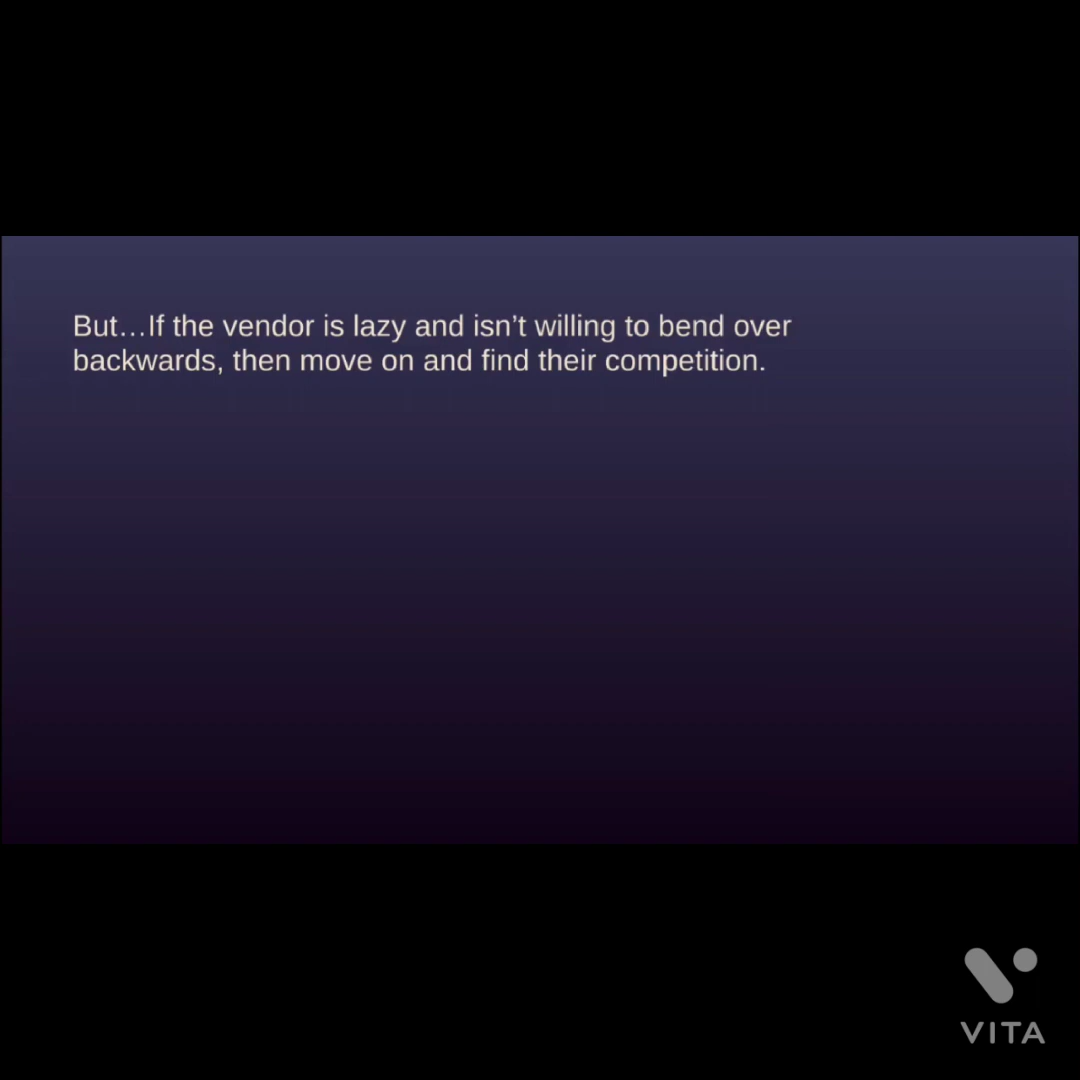 But…If the vendor is lazy and isn’t willing to bend over
backwards, then move on and find their competition.
VITA